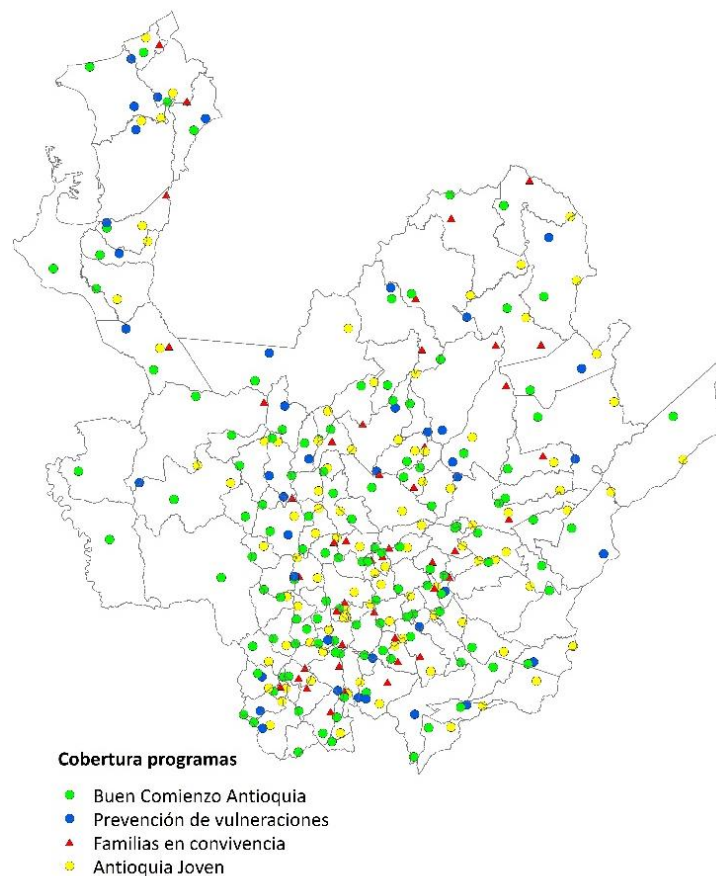 Cobertura programas
Buen Comienzo Antioquia
Prevención de vulneraciones
Familias en convivencia
Antioquia Joven